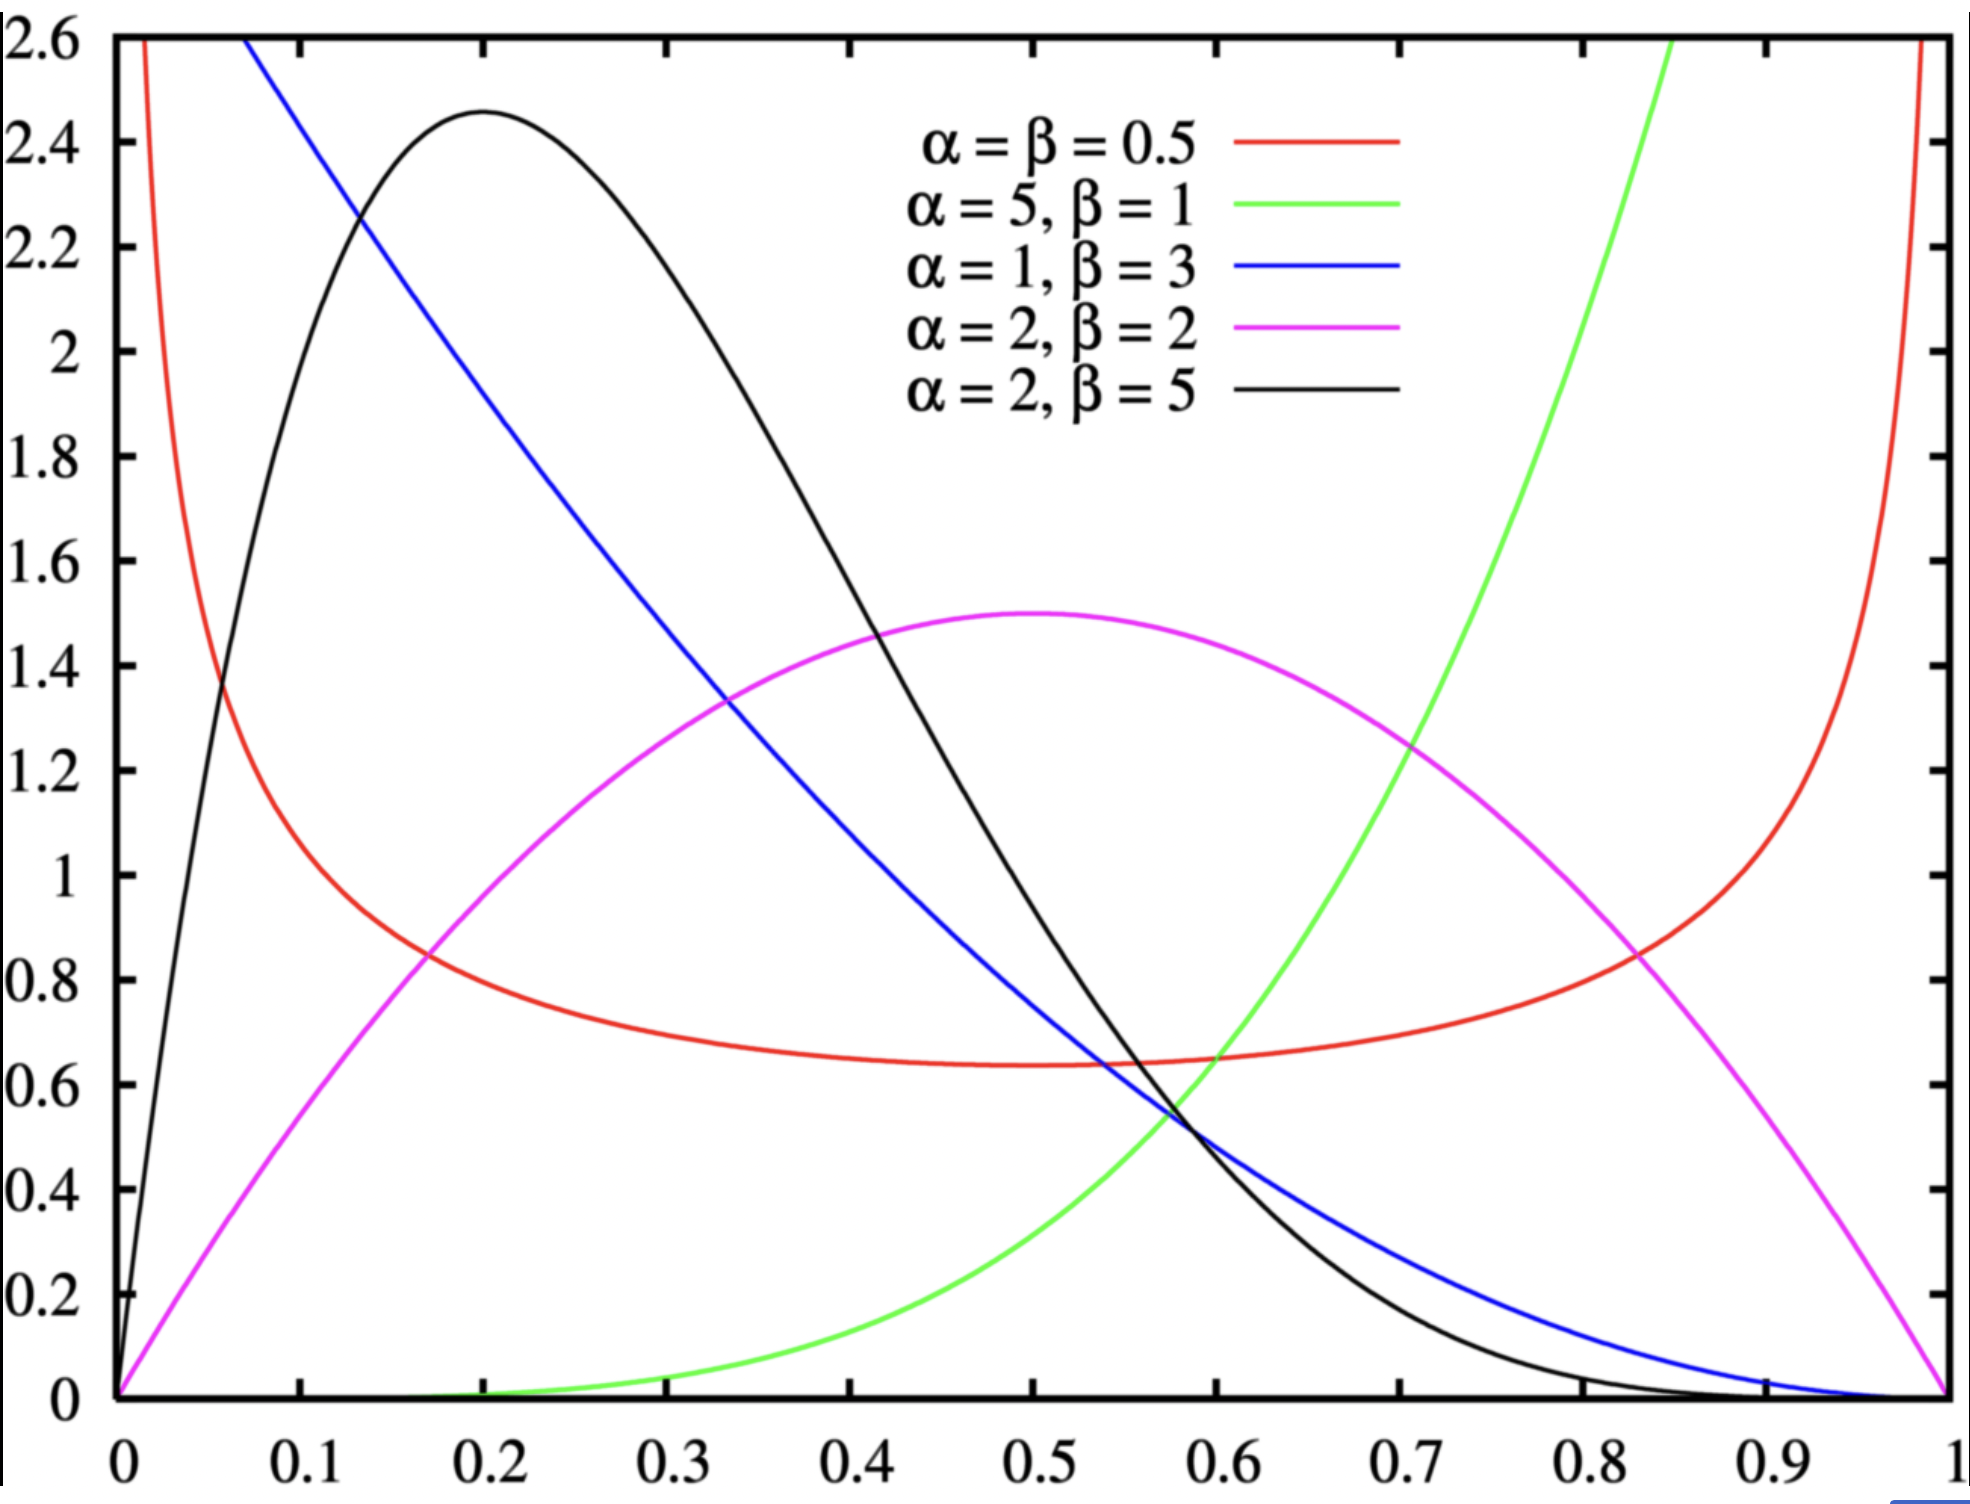 2.6
2.4
2.2
2
1.8
1.6
1.4
1.2
1
0.8
0.6
0.4
0.2
0
α = β = 0.5
α = 5, β = 1
α = 1, β = 3
α = 2, β = 2
α = 2, β = 5
0 0.1 0.2 0.3 0.4 0.5 0.6 0.7 0.8 0.9 1